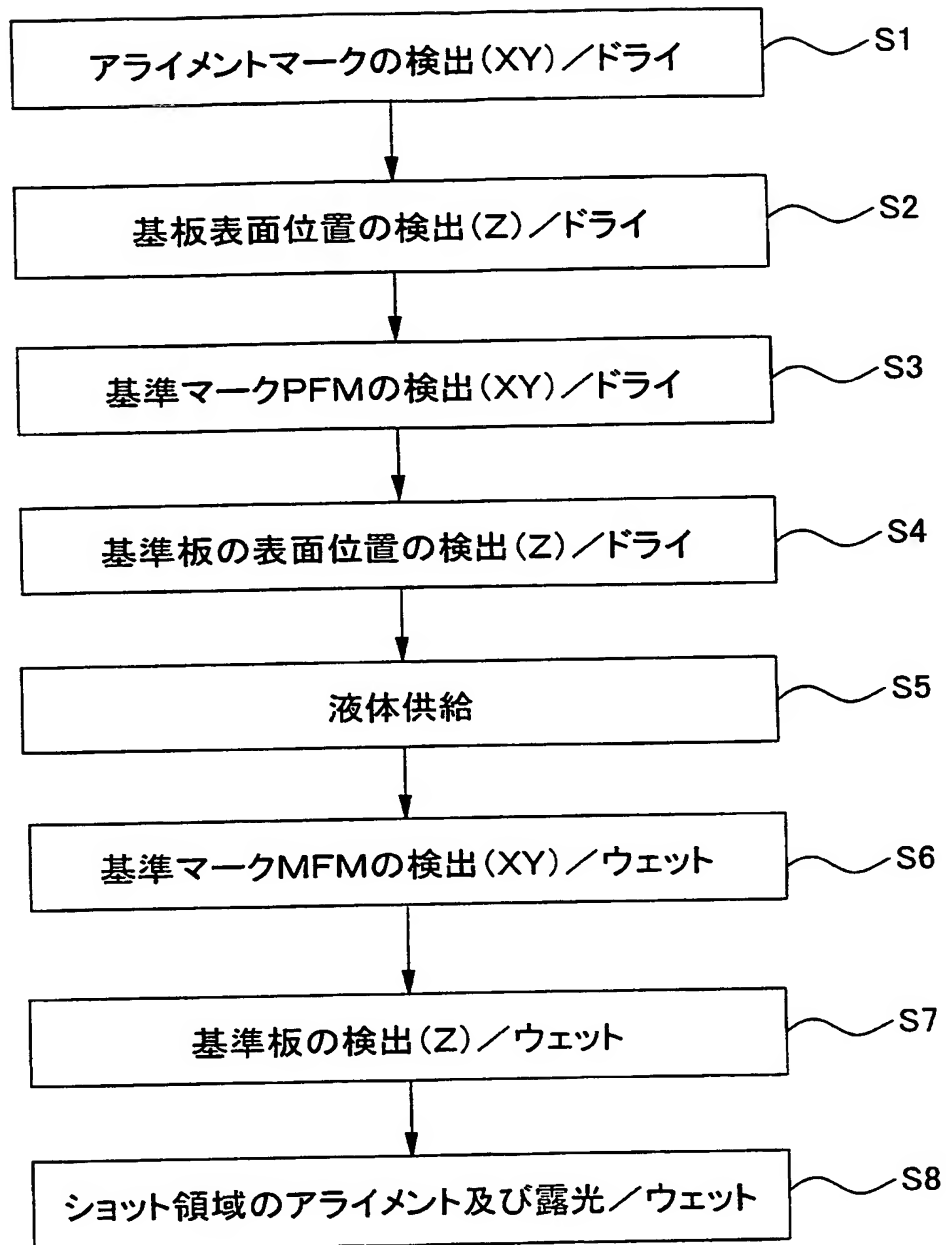 アライメントマークの検出(XY)/ドライ
S1
基板表面位置の検出(Z)/ドライ
S2
基準マークPFMの検出(XY)/ドライ
S3
基準板の表面位置の検出(Z)/ドライ
S4
液体供給
S5
基準マークMFMの検出(XY)/ウェット
S6
基準板の検出(Z)/ウェット
S7
ショット領域のアライメント及び露光/ウェット
S8